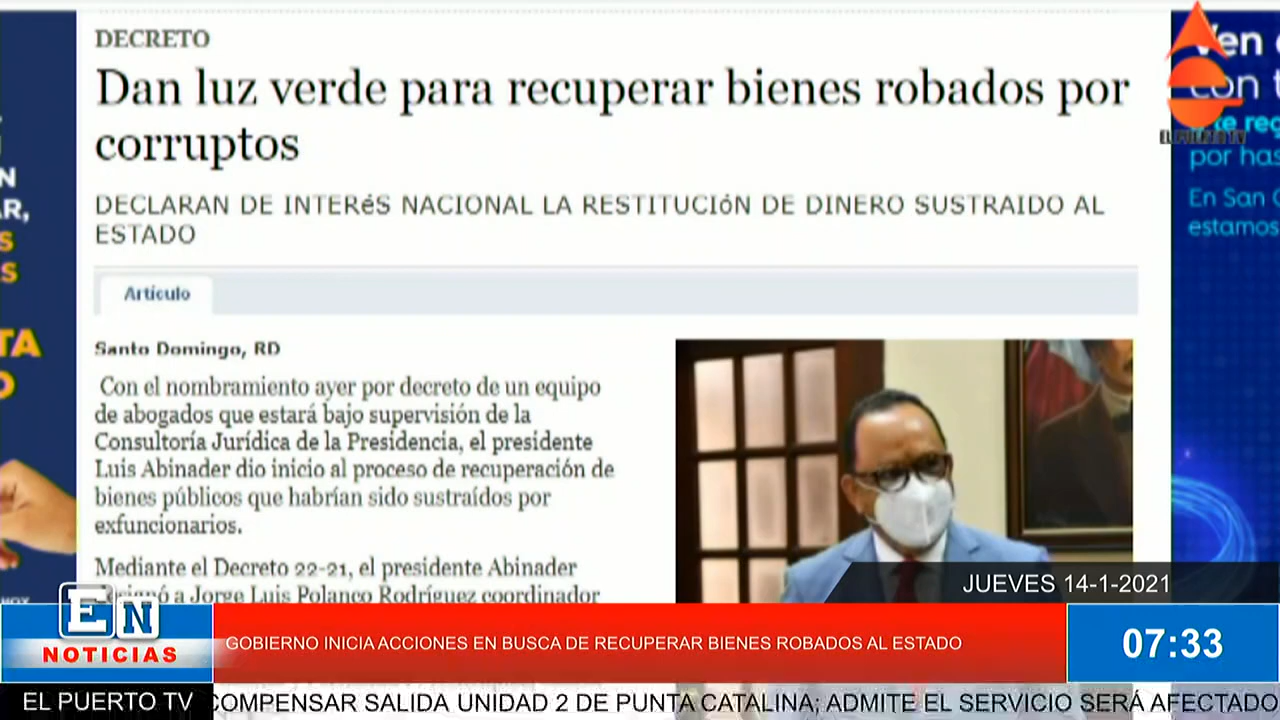 DECRETO
Dan luz verde para recuperar bienes robados por
corruptos
DECLARAN DE INTERéS NACIONAL LA RESTITUCIóN DE DINERO SUSTRAIDO AL
ESTADO
Artículo
Santo Domingo, RD
Con el nombramiento ayer por decreto de un equipo
de abogados que estará bajo supervisión de la
Consultoría Jurídica de la Presidencia, el presidente
Luis Abinader dio inicio al proceso de recuperación de
bienes públicos que habrían sido sustraídos por
exfuncionarios.
Mediante el Decreto 22-21, el presidente Abinader
a Jorge Luis Polanco Rodríguez coordinador
Ven
con t
te reg
por has
En San
estamos
EL PUERTO TV
JUEVES 14-1-2021
EN
NOTICIAS
GOBIERNO INICIA ACCIONES EN BUSCA DE RECUPERAR BIENES ROBADOS AL ESTADO
07:33
EL PUERTO TV
COMPENSAR SALIDA UNIDAD 2 DE PUNTA CATALINA; ADMITE EL SERVICIO SERÁ AFECTADO